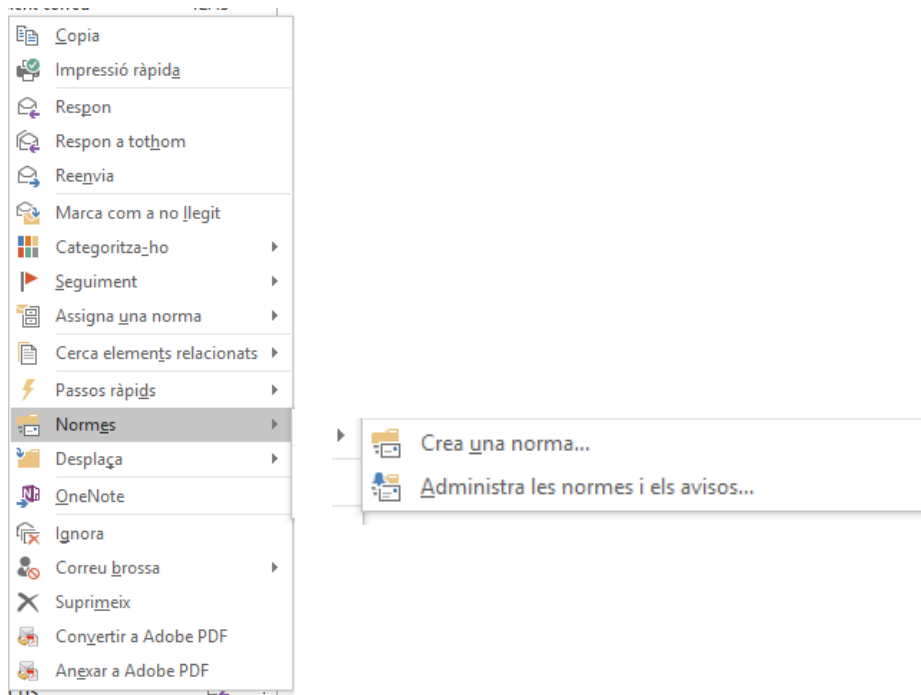 Copia
Impressió ràpida
Respon
Respon a tothom
Reenvia
Marca com a no llegit
Categoritza-ho
Seguiment
Assigna una norma
Cerca elements relacionats
Passos ràpids
Normes
Desplaça
OneNote
Ignora
Correu brossa
Suprimeix
Convertir a Adobe PDF
Anexar a Adobe PDF
Crea una norma...
Administra les normes i els avisos...